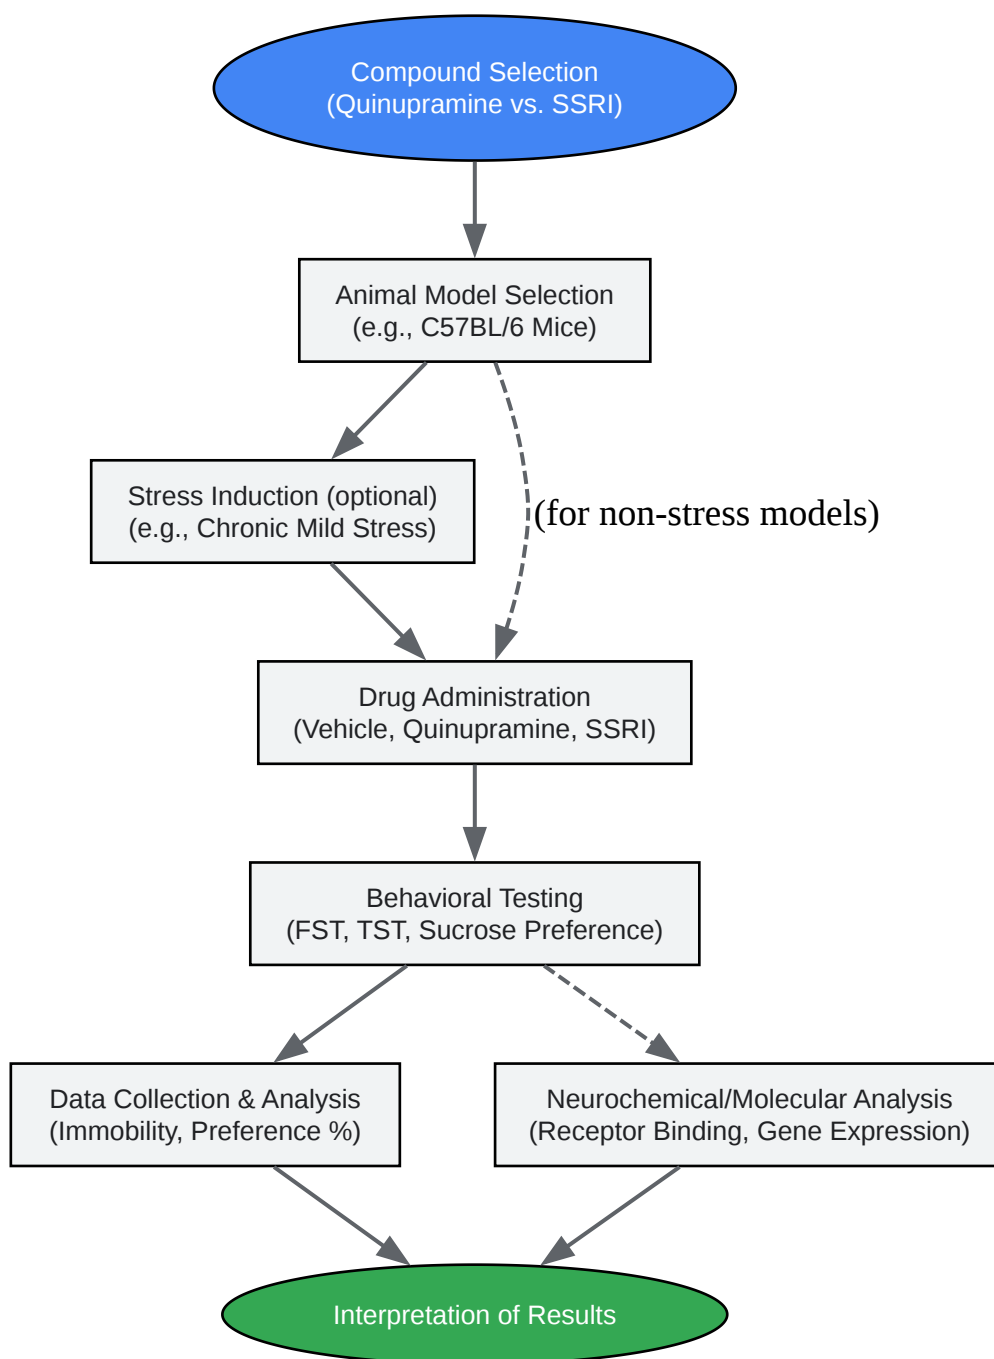 Compound Selection
(Quinupramine vs. SSRI)
Animal Model Selection
(e.g., C57BL/6 Mice)
Stress Induction (optional)
(e.g., Chronic Mild Stress)
(for non-stress models)
Drug Administration
(Vehicle, Quinupramine, SSRI)
Behavioral Testing
(FST, TST, Sucrose Preference)
Data Collection & Analysis
(Immobility, Preference %)
Neurochemical/Molecular Analysis
(Receptor Binding, Gene Expression)
Interpretation of Results